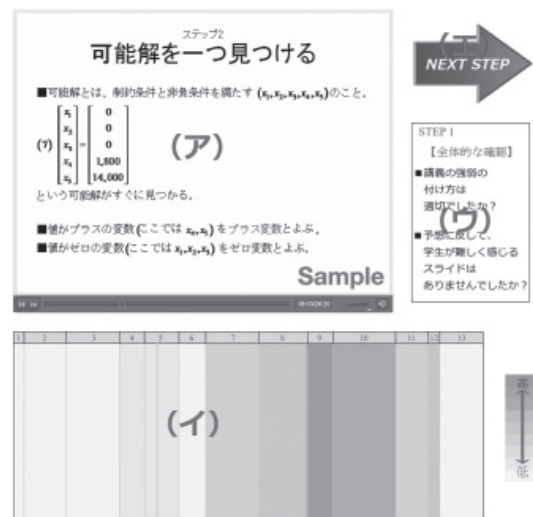 ステップ2
可能解を一つ見つける
■可能解とは、制約条件と非負条件を満たす (x₁,x₂,x₃,x₄,x₅)のこと。
(7) [x₁ x₂ x₃ x₄ x₅] = [0 0 0 1,800 14,000]
(ア)
という可能解がすぐに見つかる。
■値がプラスの変数(ここでは x₄,x₅) をプラス変数とよぶ。
■値がゼロの変数(ここでは x₁,x₂,x₃) をゼロ変数とよぶ。
Sample
(エ)
NEXT STEP
STEP 1
【全体的な確認】
■講義の強弱の
付け方は
適切でしたか?
(ウ)
■予想に反して、
学生が難しく感じる
スライドは
ありませんでしたか?
1 2 3 4 5 6 7 8 9 10 11 12 13
(イ)
高
低